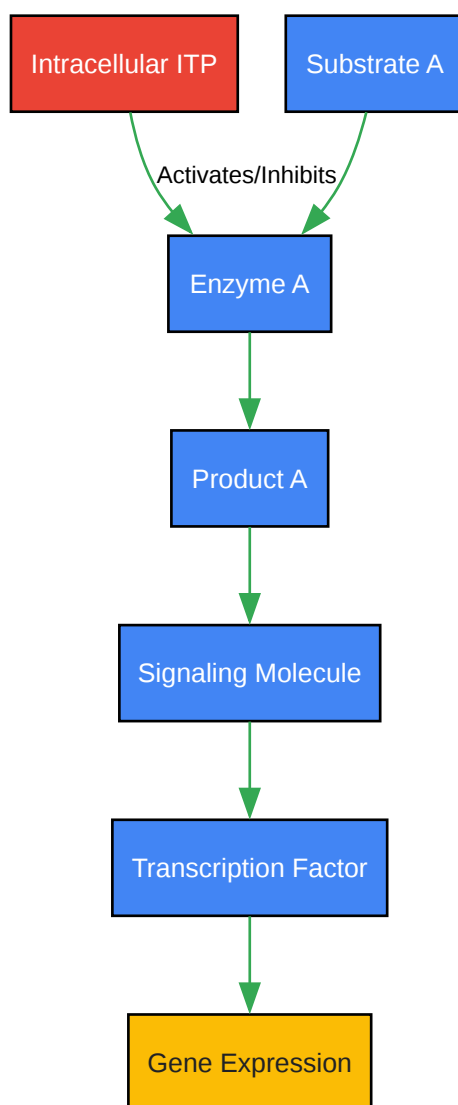 Intracellular ITP
Substrate A
Activates/Inhibits
Enzyme A
Product A
Signaling Molecule
Transcription Factor
Gene Expression